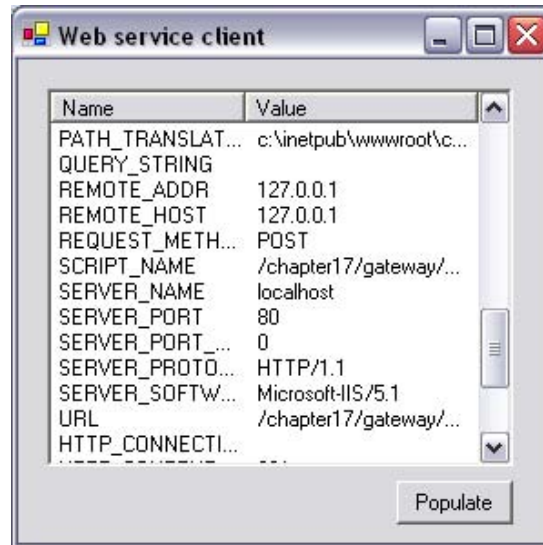 Web service client
Name Value
PATH_TRANSLAT... c:\inetpub\wwwroot\c...
QUERY_STRING
REMOTE_ADDR 127.0.0.1
REMOTE_HOST 127.0.0.1
REQUEST_METH... POST
SCRIPT_NAME /chapter17/gateway/...
SERVER_NAME localhost
SERVER_PORT 80
SERVER_PORT_... 0
SERVER_PROTO... HTTP/1.1
SERVER_SOFTW... Microsoft-IIS/5.1
URL /chapter17/gateway/...
HTTP_CONNECTI...
Populate